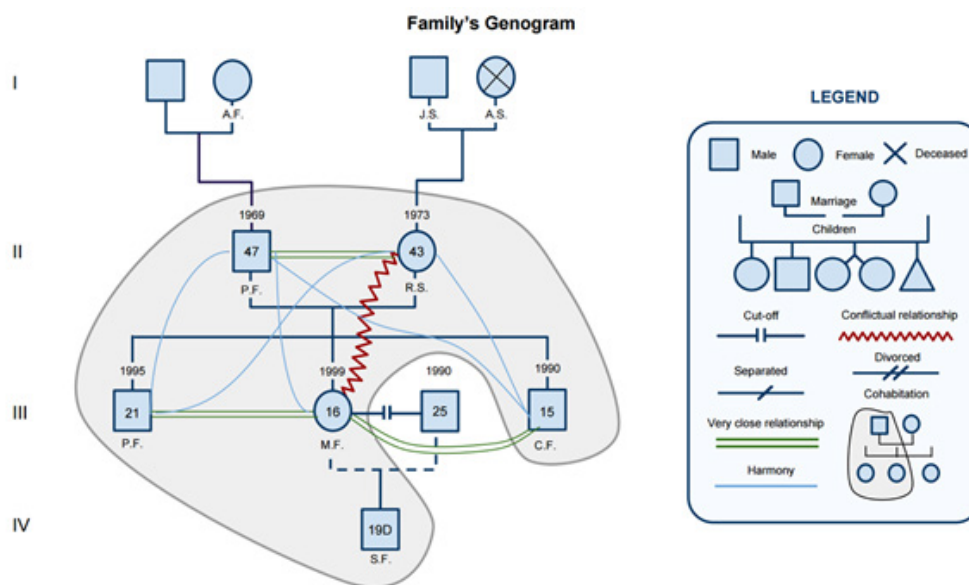 Family's Genogram
I
A.F.
J.S.
A.S.
LEGEND
Male
Female
Deceased
Marriage
Children
Cut-off
Conflictual relationship
Separated
Divorced
Cohabitation
Very close relationship
Harmony
1969
1973
II
47
43
P.F.
R.S.
1995
1999
1990
1990
III
21
16
25
15
P.F.
M.F.
C.F.
IV
19D
S.F.